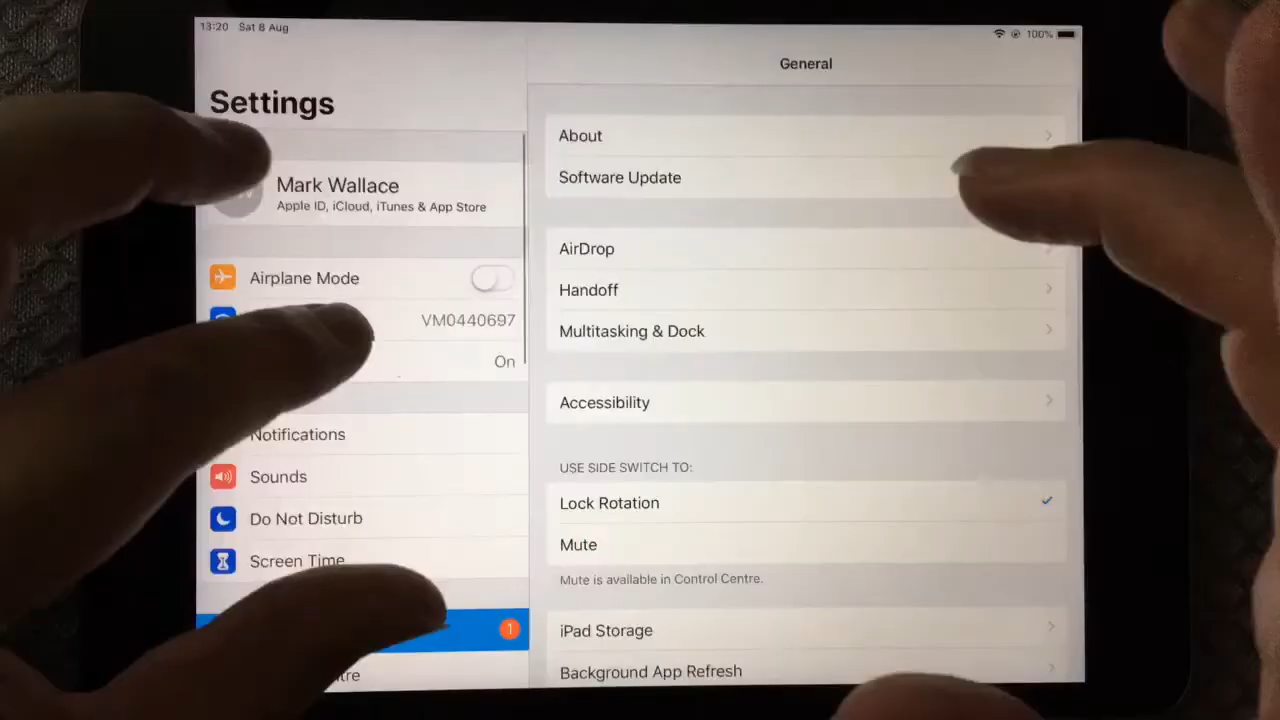 13:20 Sat 8 Aug
100%
Settings
Mark Wallace
Apple ID, iCloud, iTunes & App Store
Airplane Mode
VM0440697
On
Notifications
Sounds
Do Not Disturb
Screen Time
1
General
About
Software Update
AirDrop
Handoff
Multitasking & Dock
Accessibility
USE SIDE SWITCH TO:
Lock Rotation
Mute
Mute is available in Control Centre.
iPad Storage
Background App Refresh